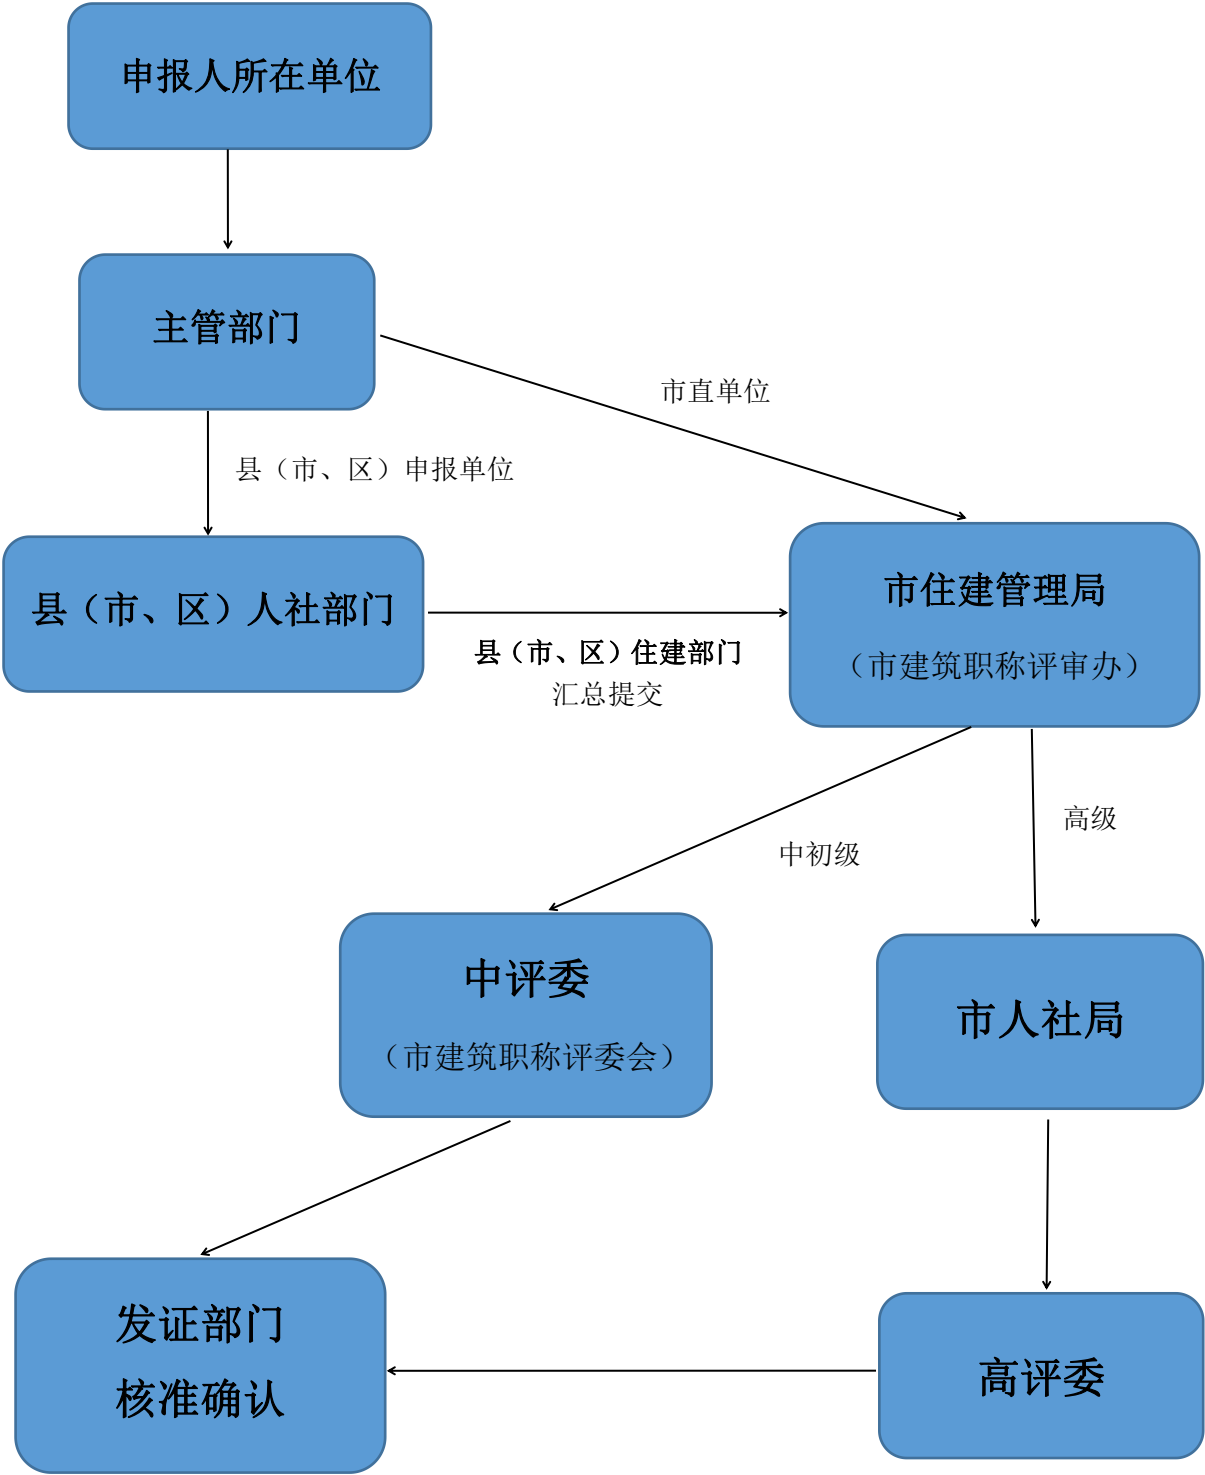 申报人所在单位
主管部门
市直单位
县（市、区）申报单位
县（市、区）人社部门
县（市、区）住建部门
汇总提交
市住建管理局
（市建筑职称评审办）
高级
中初级
中评委
（市建筑职称评委会）
市人社局
发证部门
核准确认
高评委